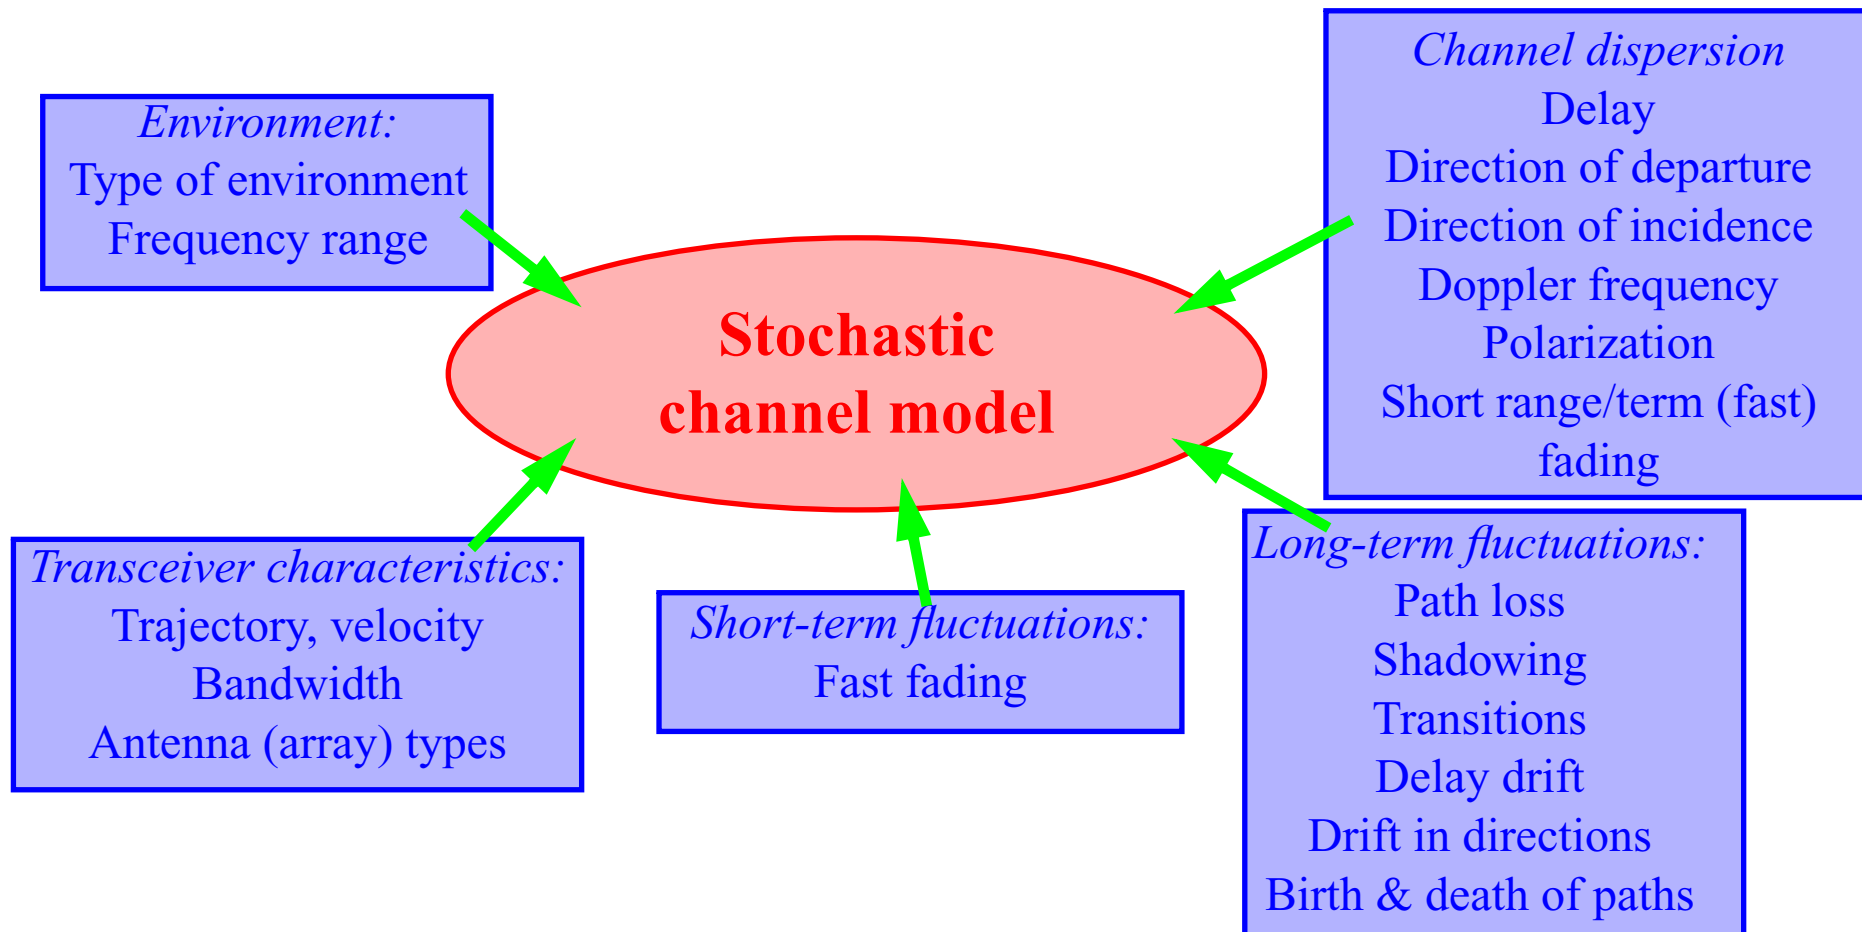 Environment:
Type of environment
Frequency range
Channel dispersion
Delay
Direction of departure
Direction of incidence
Doppler frequency
Polarization
Short range/term (fast)
fading
Stochastic
channel model
Transceiver characteristics:
Trajectory, velocity
Bandwidth
Antenna (array) types
Short-term fluctuations:
Fast fading
Long-term fluctuations:
Path loss
Shadowing
Transitions
Delay drift
Drift in directions
Birth & death of paths